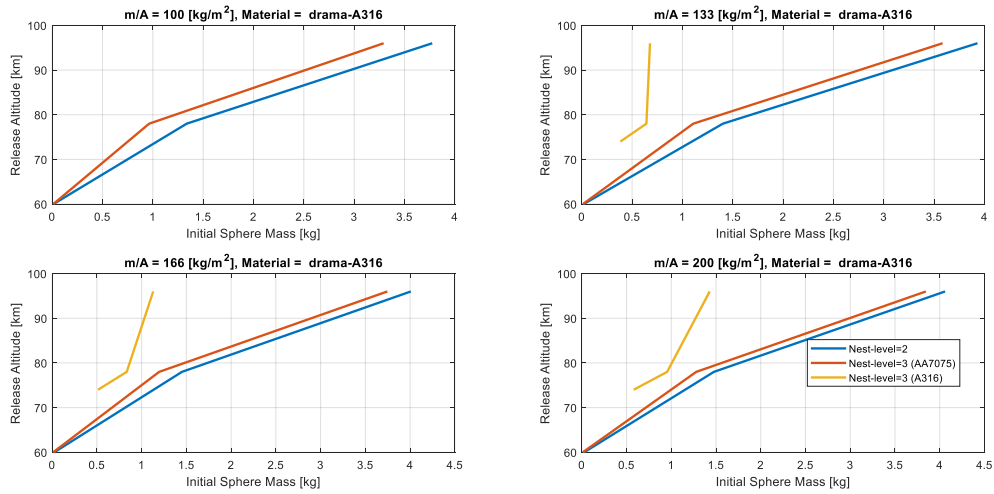 m/A = 100 [kg/m²], Material =  drama-A316
100
90
80
70
60
Release Altitude [km]
0 0.5 1 1.5 2 2.5 3 3.5 4
Initial Sphere Mass [kg]
m/A = 133 [kg/m²], Material =  drama-A316
100
90
80
70
60
Release Altitude [km]
0 0.5 1 1.5 2 2.5 3 3.5 4
Initial Sphere Mass [kg]
m/A = 166 [kg/m²], Material =  drama-A316
100
90
80
70
60
Release Altitude [km]
0 0.5 1 1.5 2 2.5 3 3.5 4 4.5
Initial Sphere Mass [kg]
m/A = 200 [kg/m²], Material =  drama-A316
100
90
80
70
60
Release Altitude [km]
Nest-level=2
Nest-level=3 (AA7075)
Nest-level=3 (A316)
0 0.5 1 1.5 2 2.5 3 3.5 4 4.5 5
Initial Sphere Mass [kg]